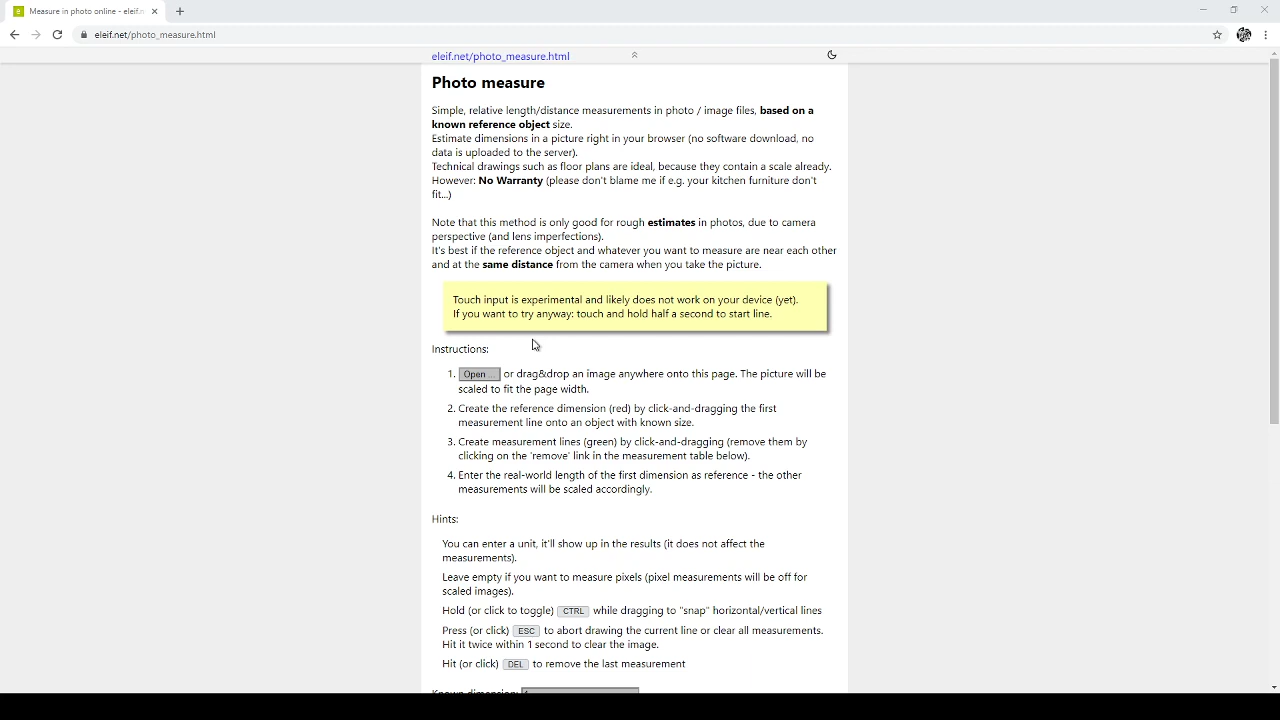 Measure in photo online - eleif.n
eleif.net/photo_measure.html
eleif.net/photo_measure.html
Photo measure
Simple, relative length/distance measurements in photo / image files, based on a
known reference object size.
Estimate dimensions in a picture right in your browser (no software download, no
data is uploaded to the server).
Technical drawings such as floor plans are ideal, because they contain a scale already.
However: No Warranty (please don't blame me if e.g. your kitchen furniture don't
fit...)
Note that this method is only good for rough estimates in photos, due to camera
perspective (and lens imperfections).
It's best if the reference object and whatever you want to measure are near each other
and at the same distance from the camera when you take the picture.
Touch input is experimental and likely does not work on your device (yet).
If you want to try anyway: touch and hold half a second to start line.
Instructions:
1. Open ... or drag&drop an image anywhere onto this page. The picture will be
scaled to fit the page width.
2. Create the reference dimension (red) by click-and-dragging the first
measurement line onto an object with known size.
3. Create measurement lines (green) by click-and-dragging (remove them by
clicking on the 'remove' link in the measurement table below).
4. Enter the real-world length of the first dimension as reference - the other
measurements will be scaled accordingly.
Hints:
You can enter a unit, it'll show up in the results (it does not affect the
measurements).
Leave empty if you want to measure pixels (pixel measurements will be off for
scaled images).
Hold (or click to toggle) CTRL while dragging to "snap" horizontal/vertical lines
Press (or click) ESC to abort drawing the current line or clear all measurements.
Hit it twice within 1 second to clear the image.
Hit (or click) DEL to remove the last measurement
Known dimension: